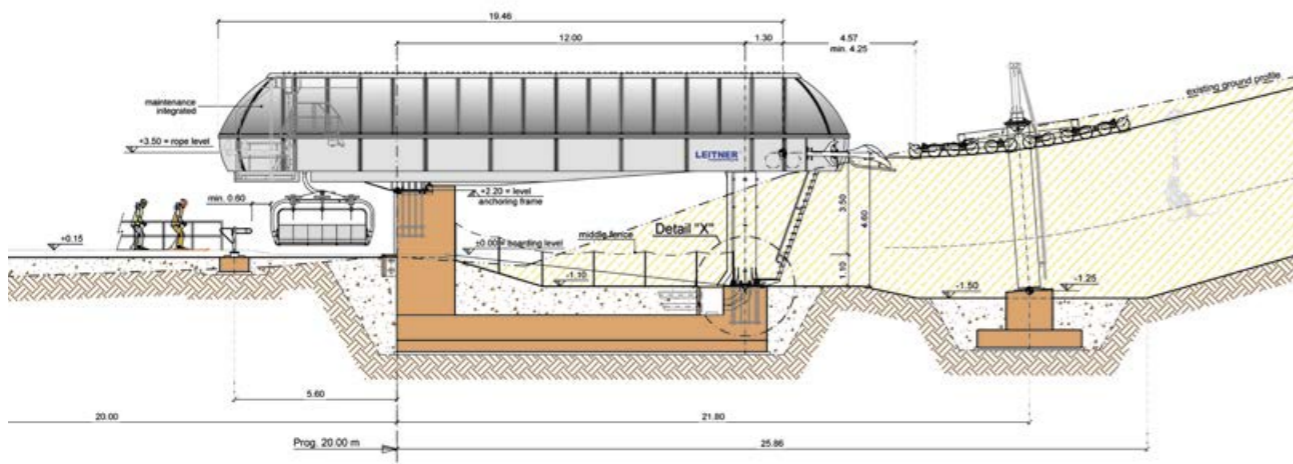 19.46
12.00
1.30
4.57
min. 4.25
existing ground profile
maintenance
integrated
+3.50 = rope level
LEITNER
min. 0.60
+2.20 = level
anchoring frame
3.50
4.60
Detail "X"
middle fence
+0.15
±0.00 = boarding level
-1.10
1.10
-1.50
-1.25
5.60
20.00
21.80
Prog. 20.00 m
25.86